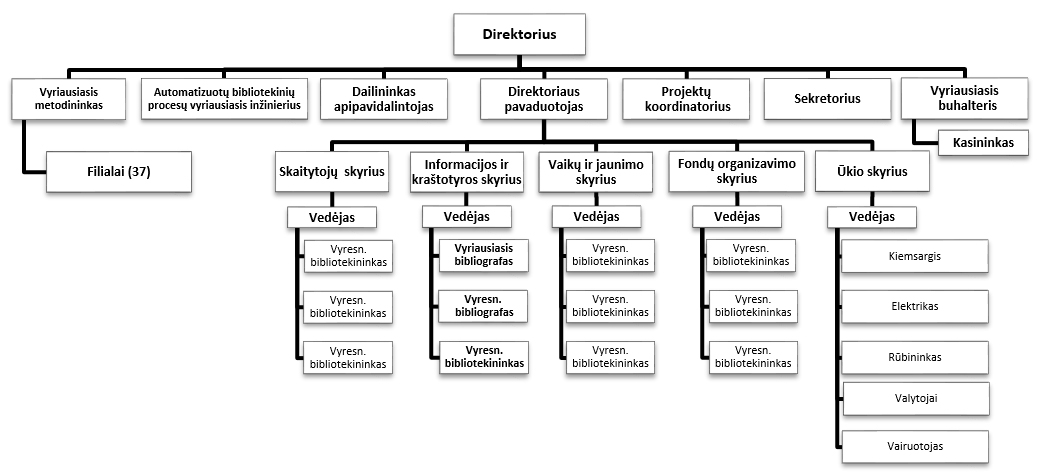 Direktorius
Vyriausiasis
metodininkas
Automatizuotų bibliotekinių
procesų vyriausiasis inžinierius
Dailininkas
apipavidalintojas
Direktoriaus
pavaduotojas
Projektų
koordinatorius
Sekretorius
Vyriausiasis
buhalteris
Kasininkas
Filialai (37)
Skaitytojų skyrius
Informacijos ir
kraštotyros skyrius
Vaikų ir jaunimo
skyrius
Fondų organizavimo
skyrius
Ūkio skyrius
Vedėjas
Vedėjas
Vedėjas
Vedėjas
Vedėjas
Vyresn.
bibliotekininkas
Vyriausiasis
bibliografas
Vyresn.
bibliotekininkas
Vyresn.
bibliotekininkas
Kiemsargis
Vyresn.
bibliotekininkas
Vyresn.
bibliografas
Vyresn.
bibliotekininkas
Vyresn.
bibliotekininkas
Elektrikas
Vyresn.
bibliotekininkas
Vyresn.
bibliotekininkas
Vyresn.
bibliotekininkas
Vyresn.
bibliotekininkas
Rūbininkas
Valytojai
Vairuotojas